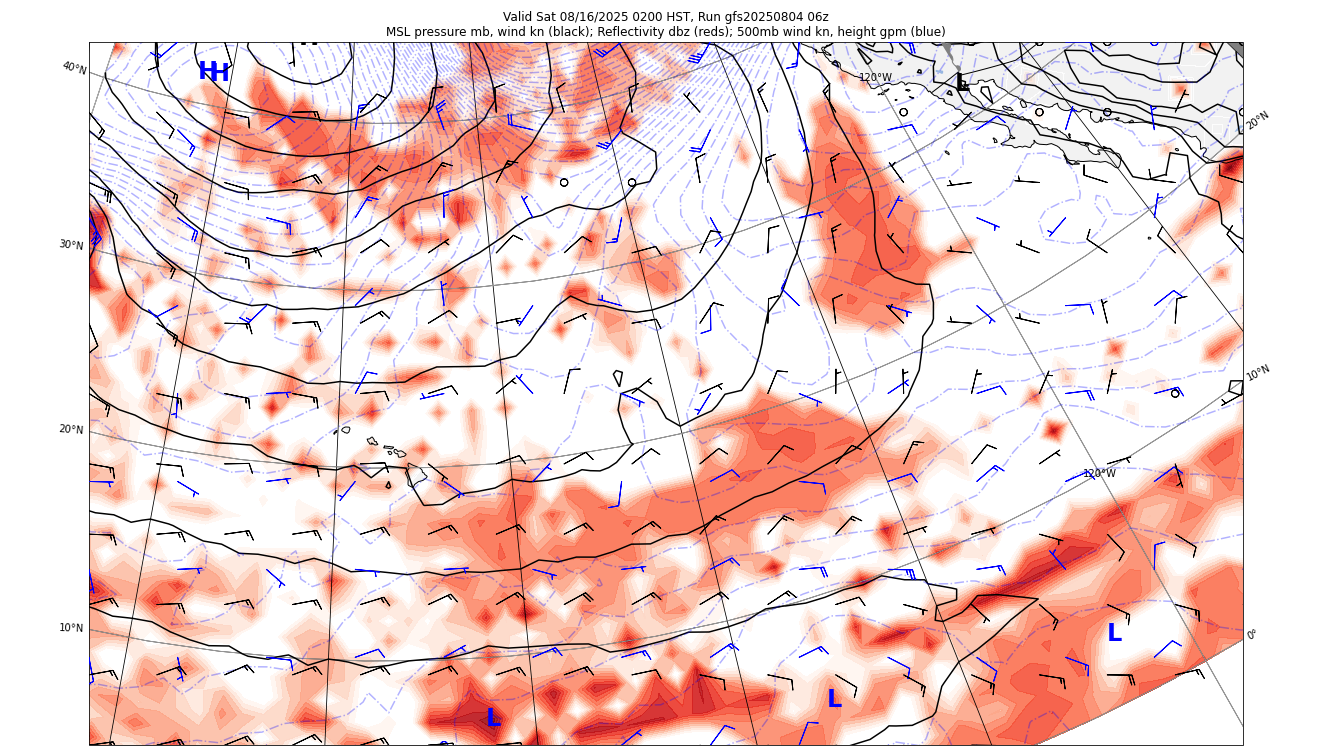 Valid Sat 08/16/2025 0200 HST, Run gfs20250804 06z
MSL pressure mb, wind kn (black); Reflectivity dbz (reds); 500mb wind kn, height gpm (blue)
40°N
H
H
120°W
L
20°N
30°N
10°N
20°N
120°W
10°N
L
0°
L
L